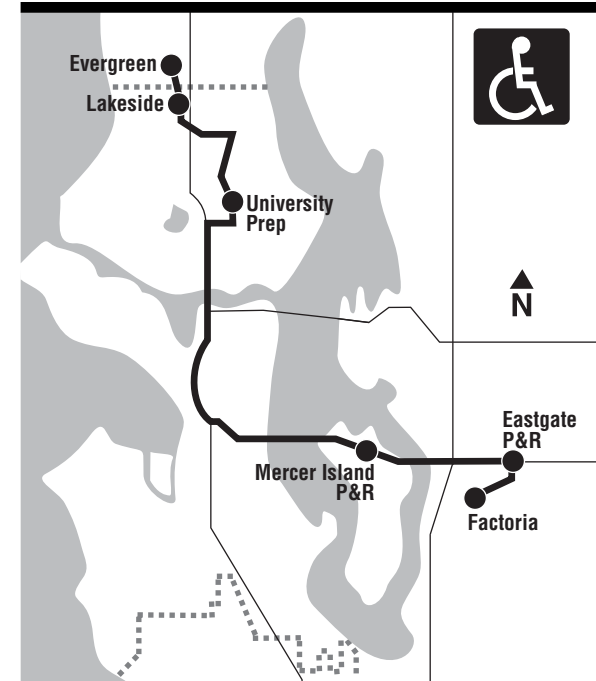 Evergreen
Lakeside
University
Prep
N
Eastgate
P&R
Mercer Island
P&R
Factoria